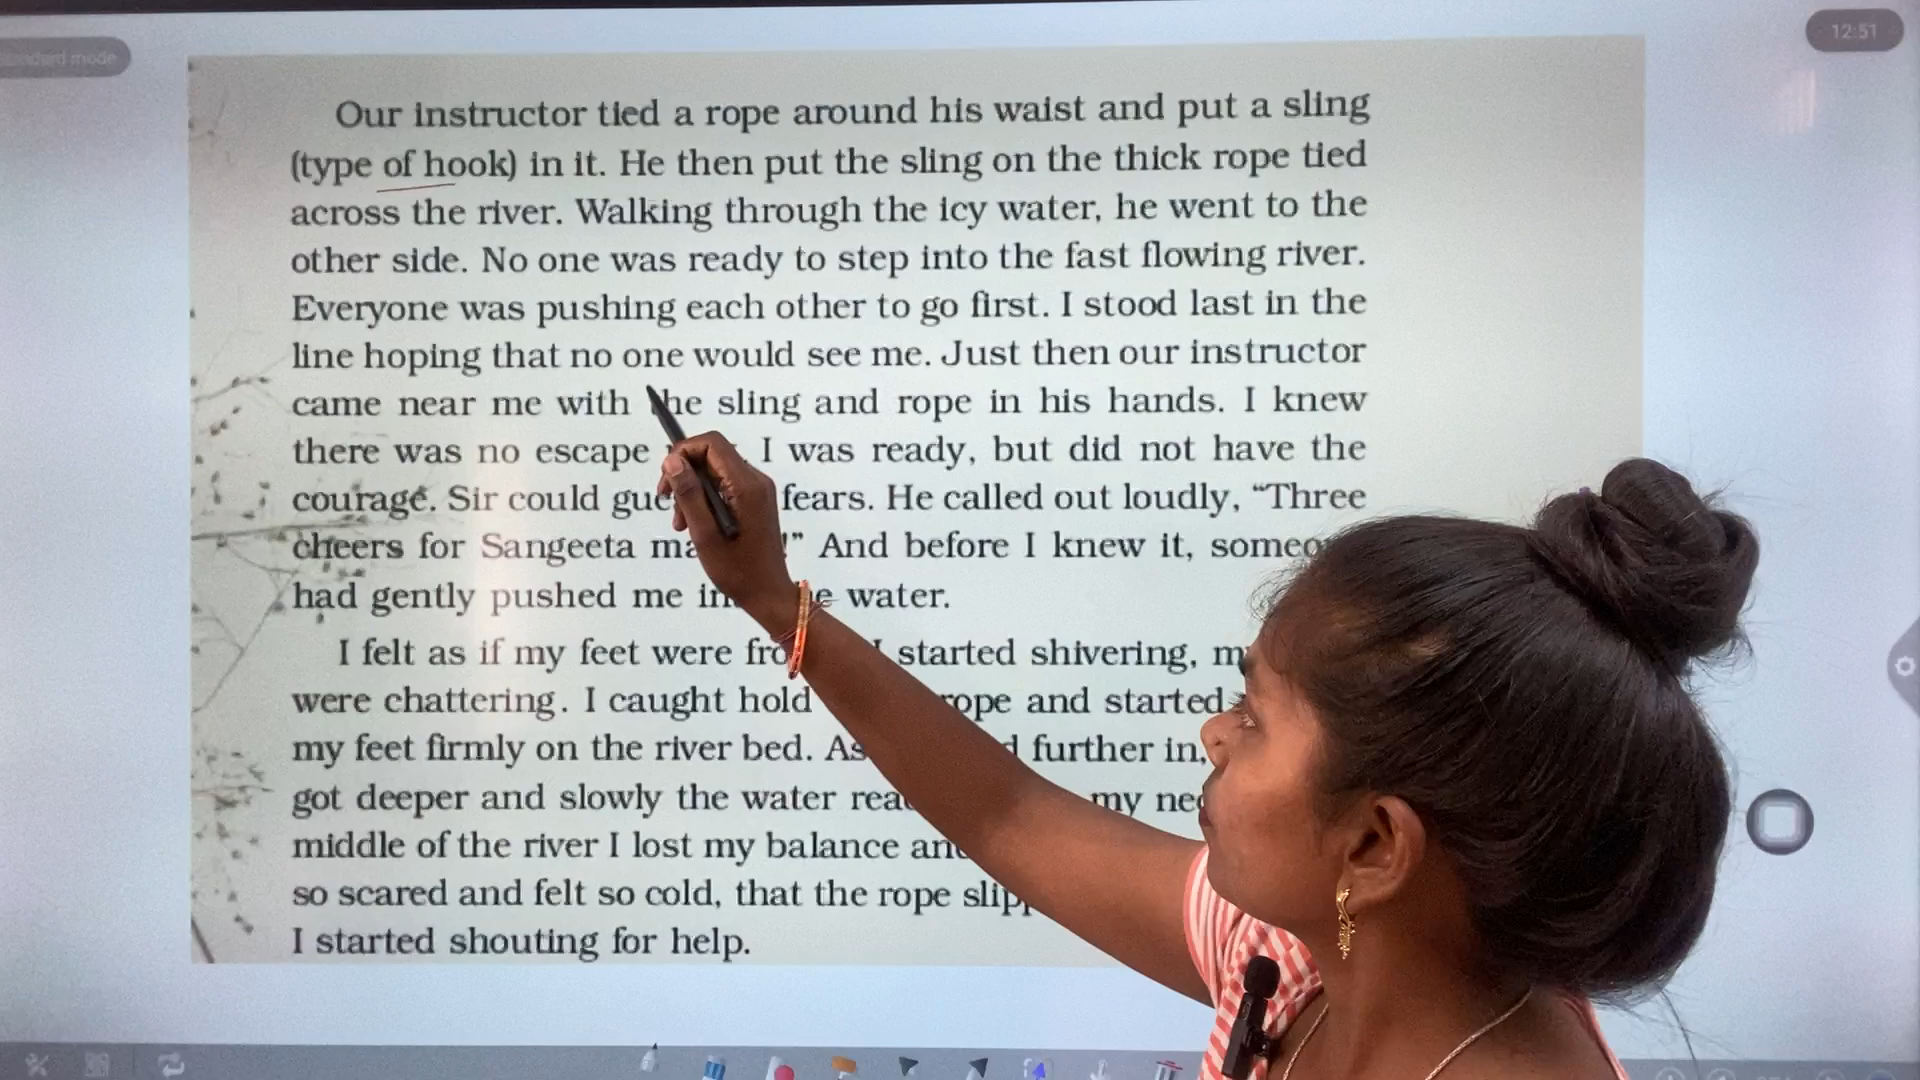 12:51
standard mode
Our instructor tied a rope around his waist and put a sling
(type of hook) in it. He then put the sling on the thick rope tied
across the river. Walking through the icy water, he went to the
other side. No one was ready to step into the fast flowing river.
Everyone was pushing each other to go first. I stood last in the
line hoping that no one would see me. Just then our instructor
came near me with the sling and rope in his hands. I knew
there was no escape I was ready, but did not have the
courage. Sir could fears. He called out loudly, “Three
cheers for Sangeeta !” And before I knew it,
had gently pushed me water.
I felt as if my feet were I started shivering,
were chattering. I caught hold rope and started
my feet firmly on the river bed. As further in,
got deeper and slowly the water my
middle of the river I lost my balance and
so scared and felt so cold, that the rope
I started shouting for help.